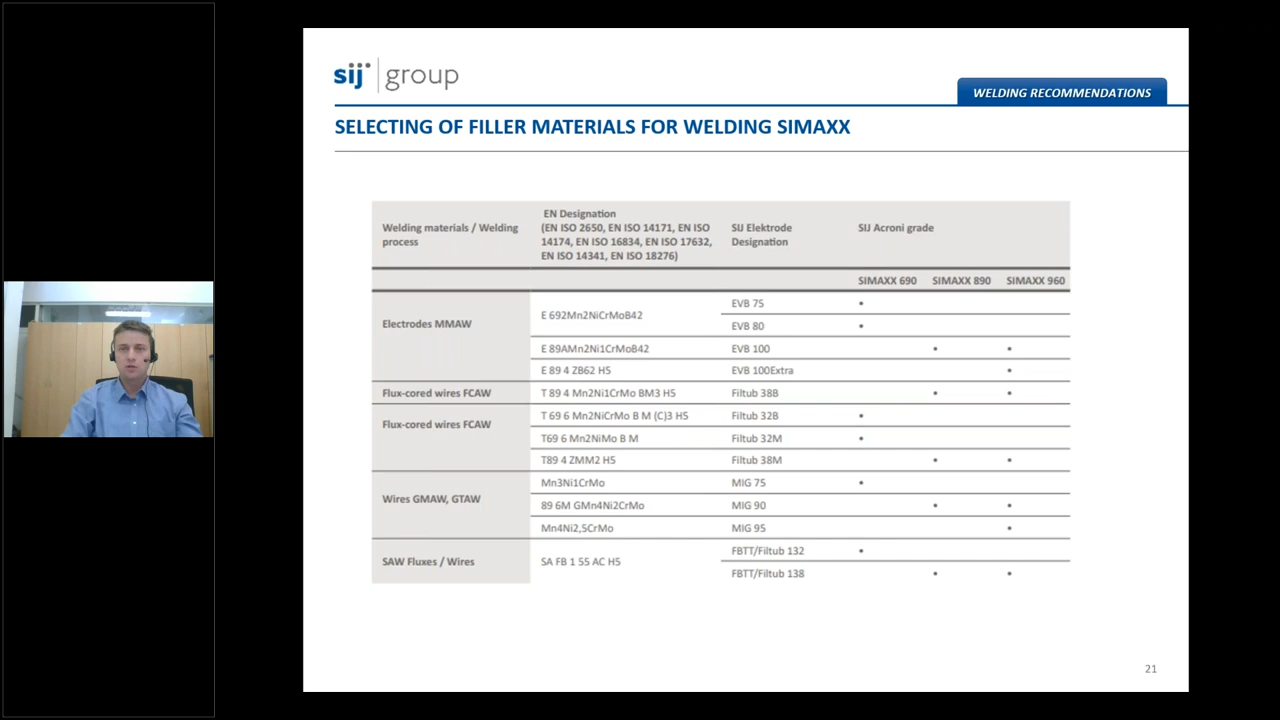 sij group
WELDING RECOMMENDATIONS
SELECTING OF FILLER MATERIALS FOR WELDING SIMAXX
Welding materials / Welding
process
EN Designation
(EN ISO 2650, EN ISO 14171, EN ISO
14174, EN ISO 16834, EN ISO 17632,
EN ISO 14341, EN ISO 18276)
SIJ Elektrode
Designation
SIJ Acroni grade
SIMAXX 690 SIMAXX 890 SIMAXX 960
Electrodes MMAW
E 692Mn2NiCrMoB42
EVB 75 •
EVB 80 •
E 89AMn2Ni1CrMoB42 EVB 100 • •
E 89 4 ZB62 H5 EVB 100Extra •
Flux-cored wires FCAW T 89 4 Mn2Ni1CrMo BM3 H5 Filtub 38B • •
Flux-cored wires FCAW
T 69 6 Mn2NiCrMo B M (C)3 H5 Filtub 32B •
T69 6 Mn2NiMo B M Filtub 32M •
T89 4 ZMM2 H5 Filtub 38M • •
Wires GMAW, GTAW
Mn3Ni1CrMo MIG 75 •
89 6M GMn4Ni2CrMo MIG 90 • •
Mn4Ni2,5CrMo MIG 95 •
SAW Fluxes / Wires
SA FB 1 55 AC H5
FBTT/Filtub 132 •
FBTT/Filtub 138 • •
21